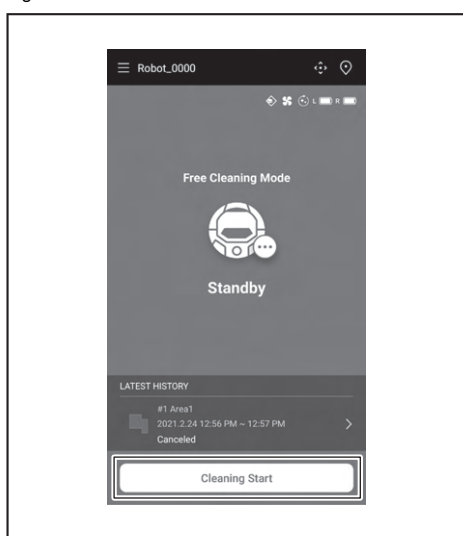 Robot_0000
L R
Free Cleaning Mode
Standby
LATEST HISTORY
#1 Area1
2021.2.24 12:56 PM ~ 12:57 PM
Canceled
Cleaning Start